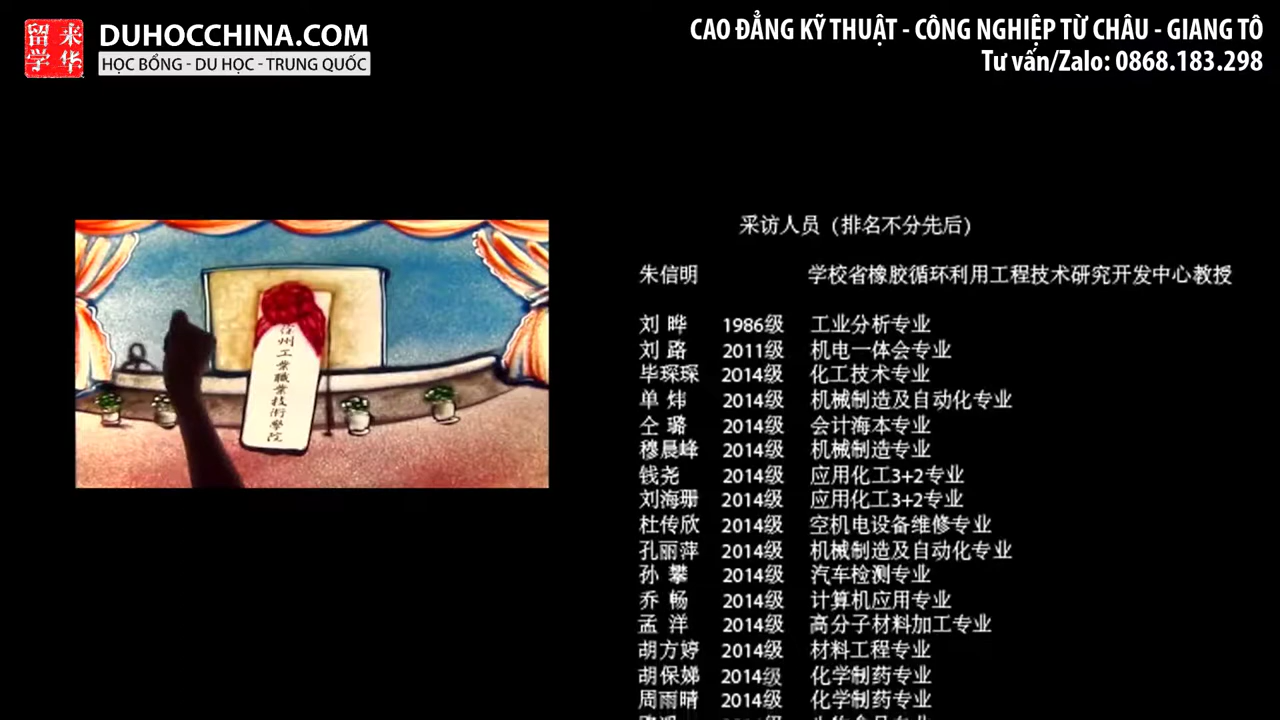 留来
学华
DUHOCCHINA.COM
HỌC BỔNG - DU HỌC - TRUNG QUỐC
CAO ĐẲNG KỸ THUẬT - CÔNG NGHIỆP TỪ CHÂU - GIANG TÔ
Tư vấn/Zalo: 0868.183.298
州工業職業技術學院
采访人员（排名不分先后）
朱信明 学校省橡胶循环利用工程技术研究开发中心教授
刘 晔 1986级 工业分析专业
刘 路 2011级 机电一体会专业
毕琛琛 2014级 化工技术专业
单 炜 2014级 机械制造及自动化专业
仝 璐 2014级 会计海本专业
穆晨峰 2014级 机械制造专业
钱尧 2014级 应用化工3+2专业
刘海珊 2014级 应用化工3+2专业
杜传欣 2014级 空机电设备维修专业
孔丽萍 2014级 机械制造及自动化专业
孙 攀 2014级 汽车检测专业
乔 畅 2014级 计算机应用专业
孟 洋 2014级 高分子材料加工专业
胡方婷 2014级 材料工程专业
胡保娣 2014级 化学制药专业
周雨晴 2014级 化学制药专业